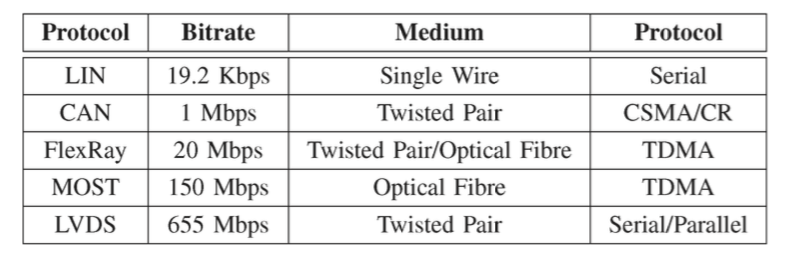 Protocol Bitrate Medium Protocol
LIN 19.2 Kbps Single Wire Serial
CAN 1 Mbps Twisted Pair CSMA/CR
FlexRay 20 Mbps Twisted Pair/Optical Fibre TDMA
MOST 150 Mbps Optical Fibre TDMA
LVDS 655 Mbps Twisted Pair Serial/Parallel